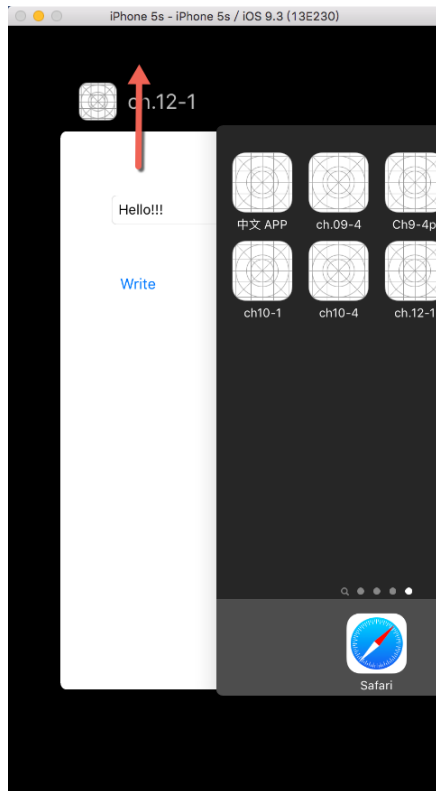 iPhone 5s - iPhone 5s / iOS 9.3 (13E230)
ch.12-1
Hello!!!
Write
中文 APP ch.09-4 Ch9-4p
ch10-1 ch10-4 ch.12-1
Safari